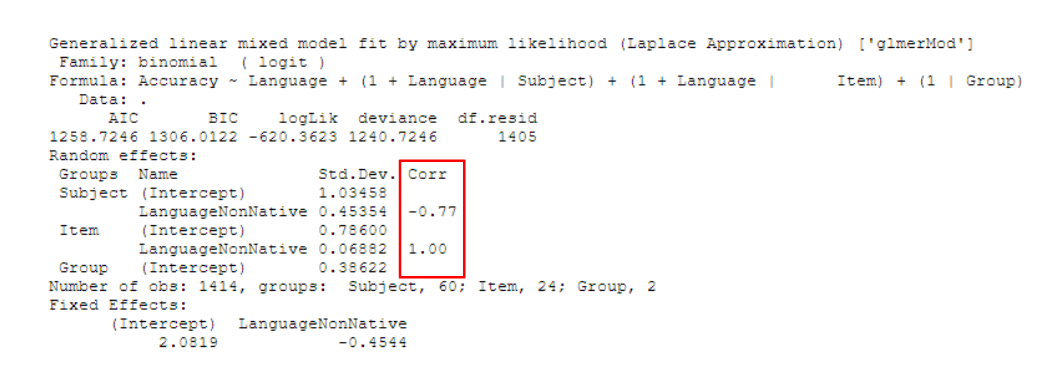 Generalized linear mixed model fit by maximum likelihood (Laplace Approximation) ['glmerMod']
Family: binomial  ( logit )
Formula: Accuracy ~ Language + (1 + Language | Subject) + (1 + Language |      Item) + (1 | Group)
Data: .
AIC       BIC    logLik  deviance  df.resid
1258.7246 1306.0122 -620.3623 1240.7246      1405
Random effects:
Groups  Name              Std.Dev. Corr
Subject (Intercept)       1.03458
LanguageNonNative 0.45354  -0.77
Item    (Intercept)       0.78600
LanguageNonNative 0.06882  1.00
Group   (Intercept)       0.38622
Number of obs: 1414, groups:  Subject, 60; Item, 24; Group, 2
Fixed Effects:
(Intercept)  LanguageNonNative
2.0819            -0.4544